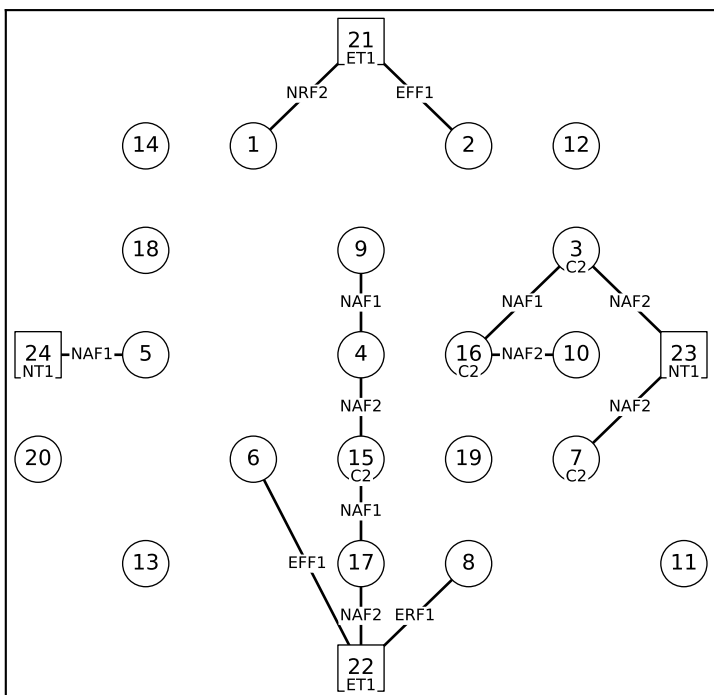 21
ET1
NRF2 EFF1
14 1 2 12
18 9 3
C2
NAF1 NAF1 NAF2
24 NAF1 5 4 16 NAF2 10 23
NT1 C2 NT1
NAF2 NAF2
20 6 15 19 7
C2 C2
NAF1
13 EFF1 17 8 11
NAF2 ERF1
22
ET1